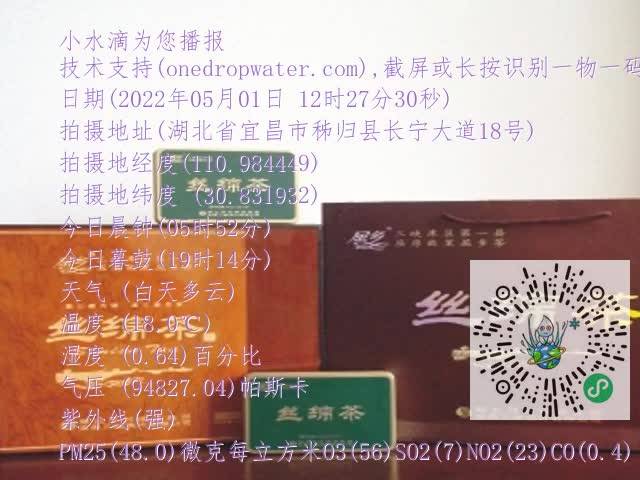 小水滴为您播报
技术支持(onedropwater.com),截屏或长按识别一物一码
日期(2022年05月01日 12时27分30秒)
拍摄地址(湖北省宜昌市秭归县长宁大道18号)
拍摄地经度(110.984449)
拍摄地纬度 (30.831932)
今日晨钟(05时52分)
今日暮鼓(19时14分)
天气 (白天多云)
温度 (18.0℃)
湿度 (0.64)百分比
气压 (94827.04)帕斯卡
紫外线(强)
PM25(48.0)微克每立方米O3(56)SO2(7)NO2(23)CO(0.4)
丝绵茶
丝绵茶
丝绵茶
丝
茶